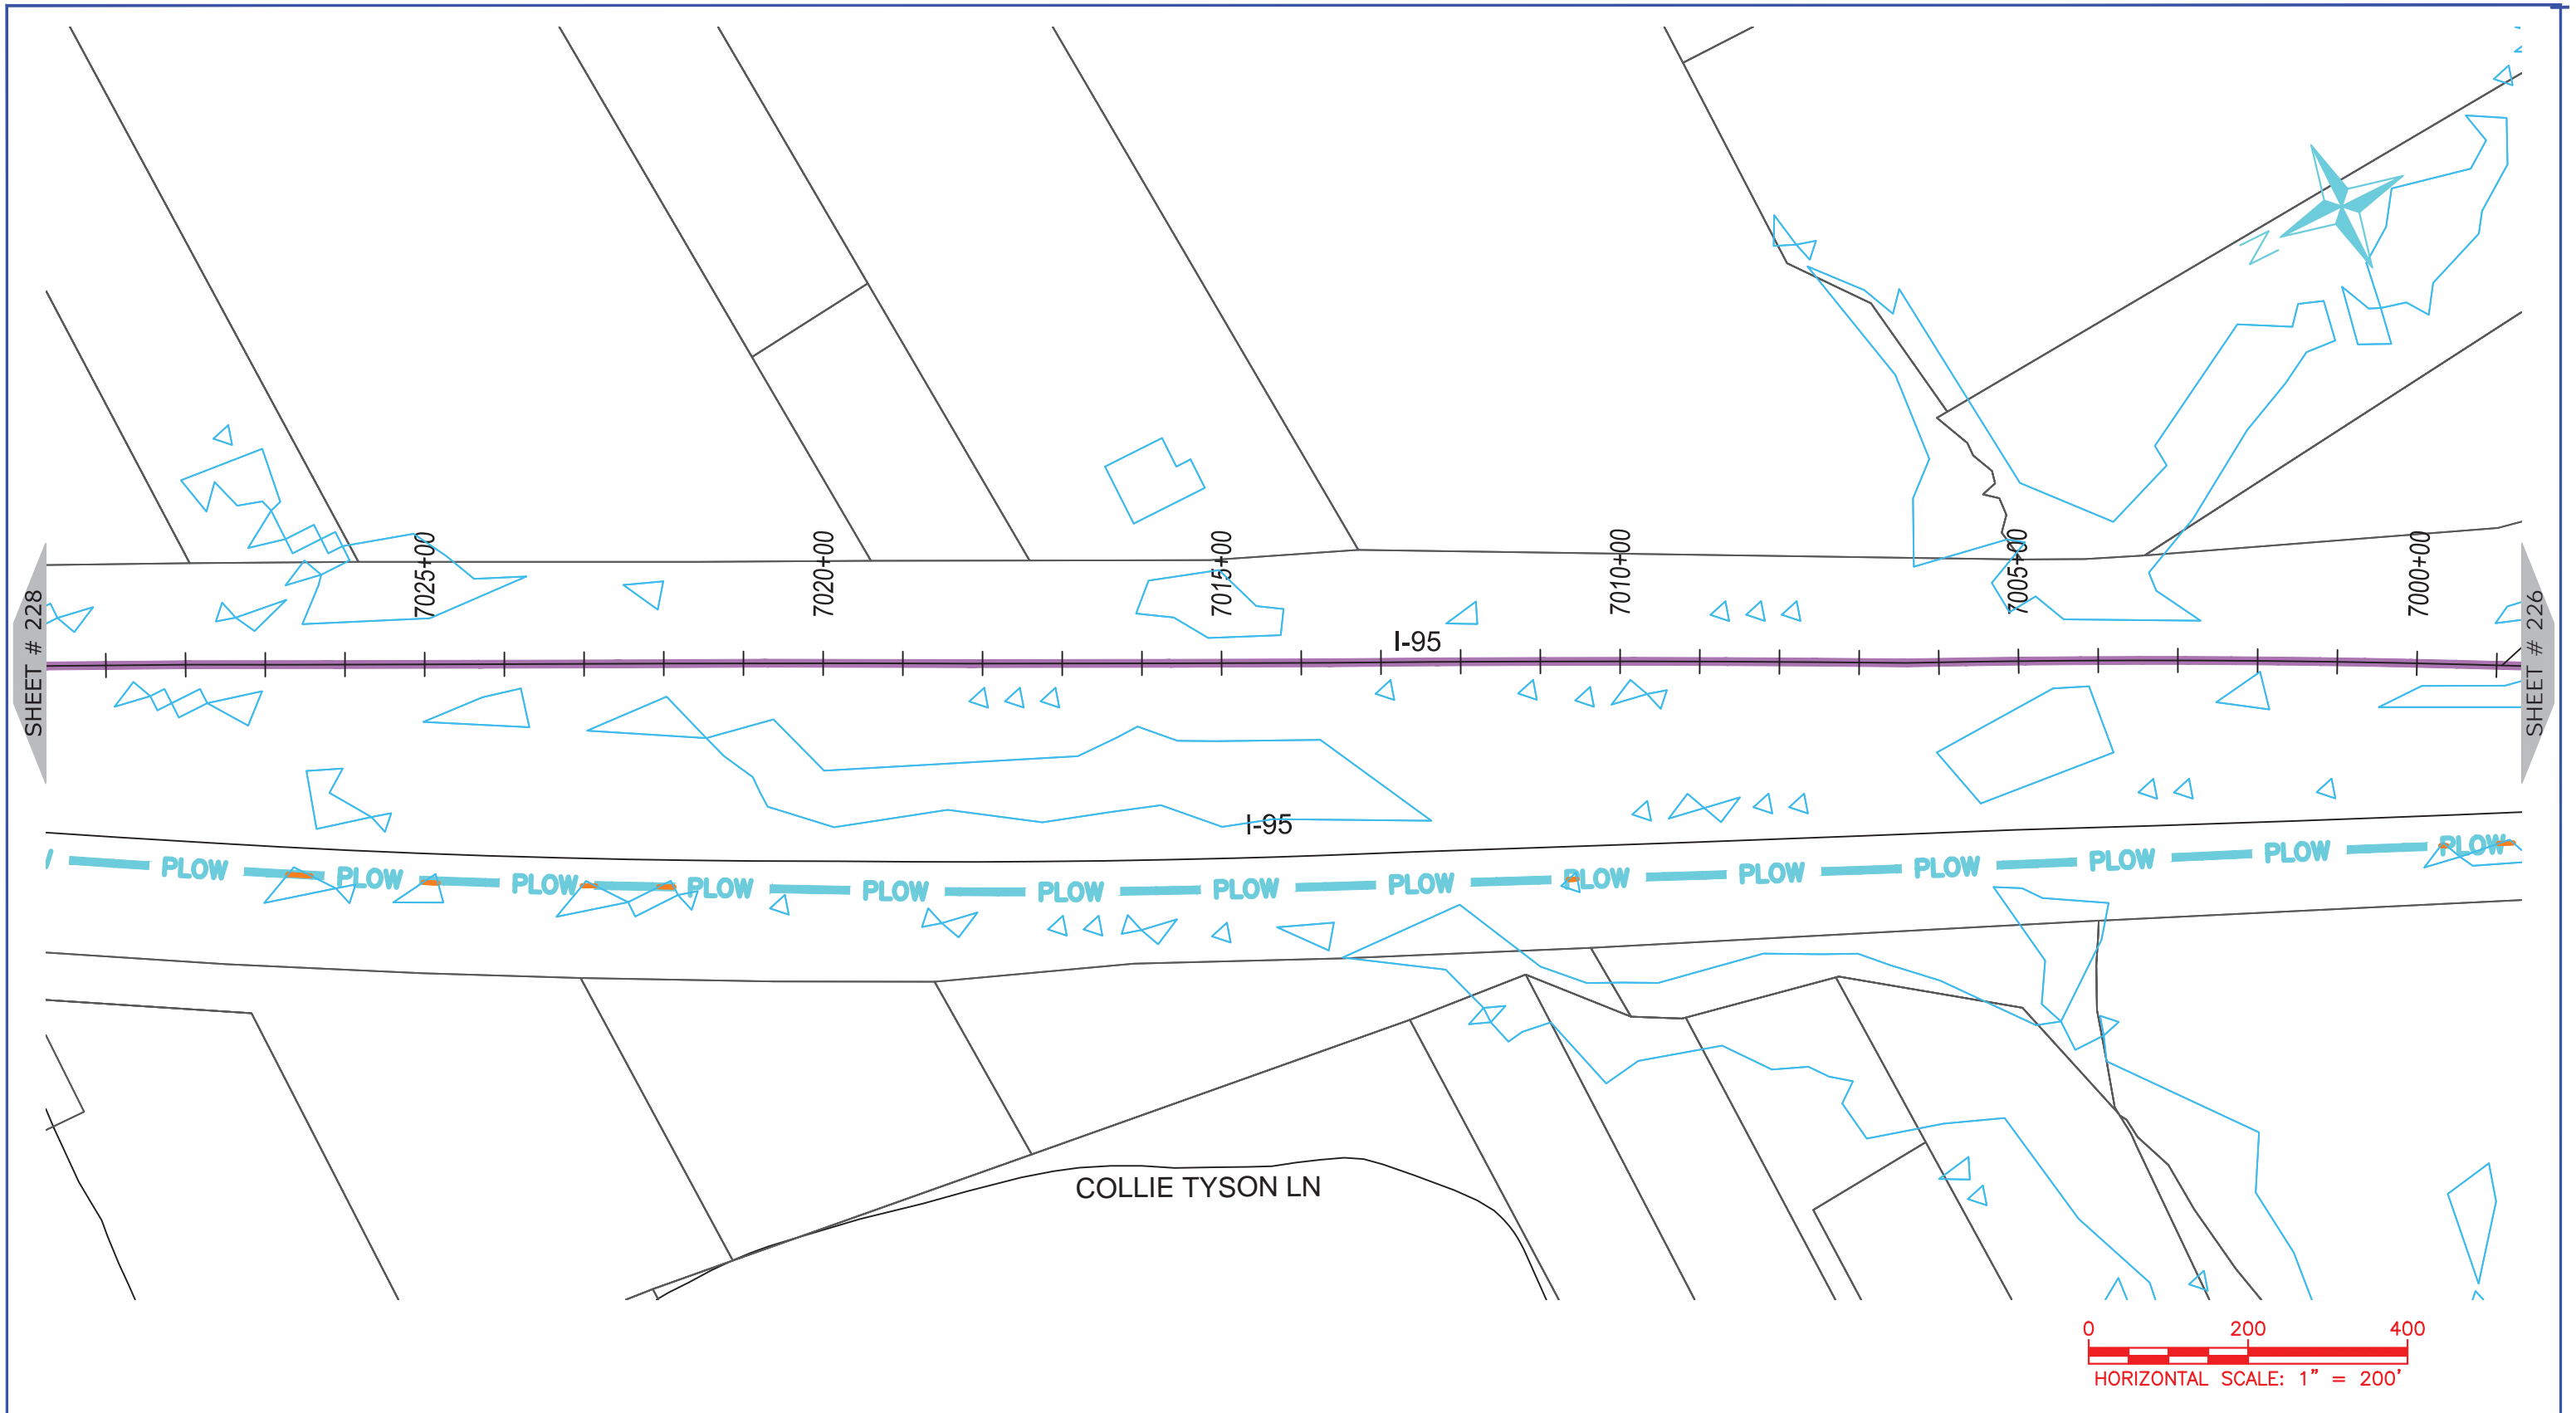 N
7025+00
7020+00
7015+00
7010+00
7005+00
7000+00
SHEET # 228
SHEET # 226
I-95
I-95
PLOW PLOW PLOW PLOW PLOW PLOW PLOW PLOW PLOW PLOW PLOW PLOW PLOW PLOW
COLLIE TYSON LN
0 200 400
HORIZONTAL SCALE: 1" = 200'